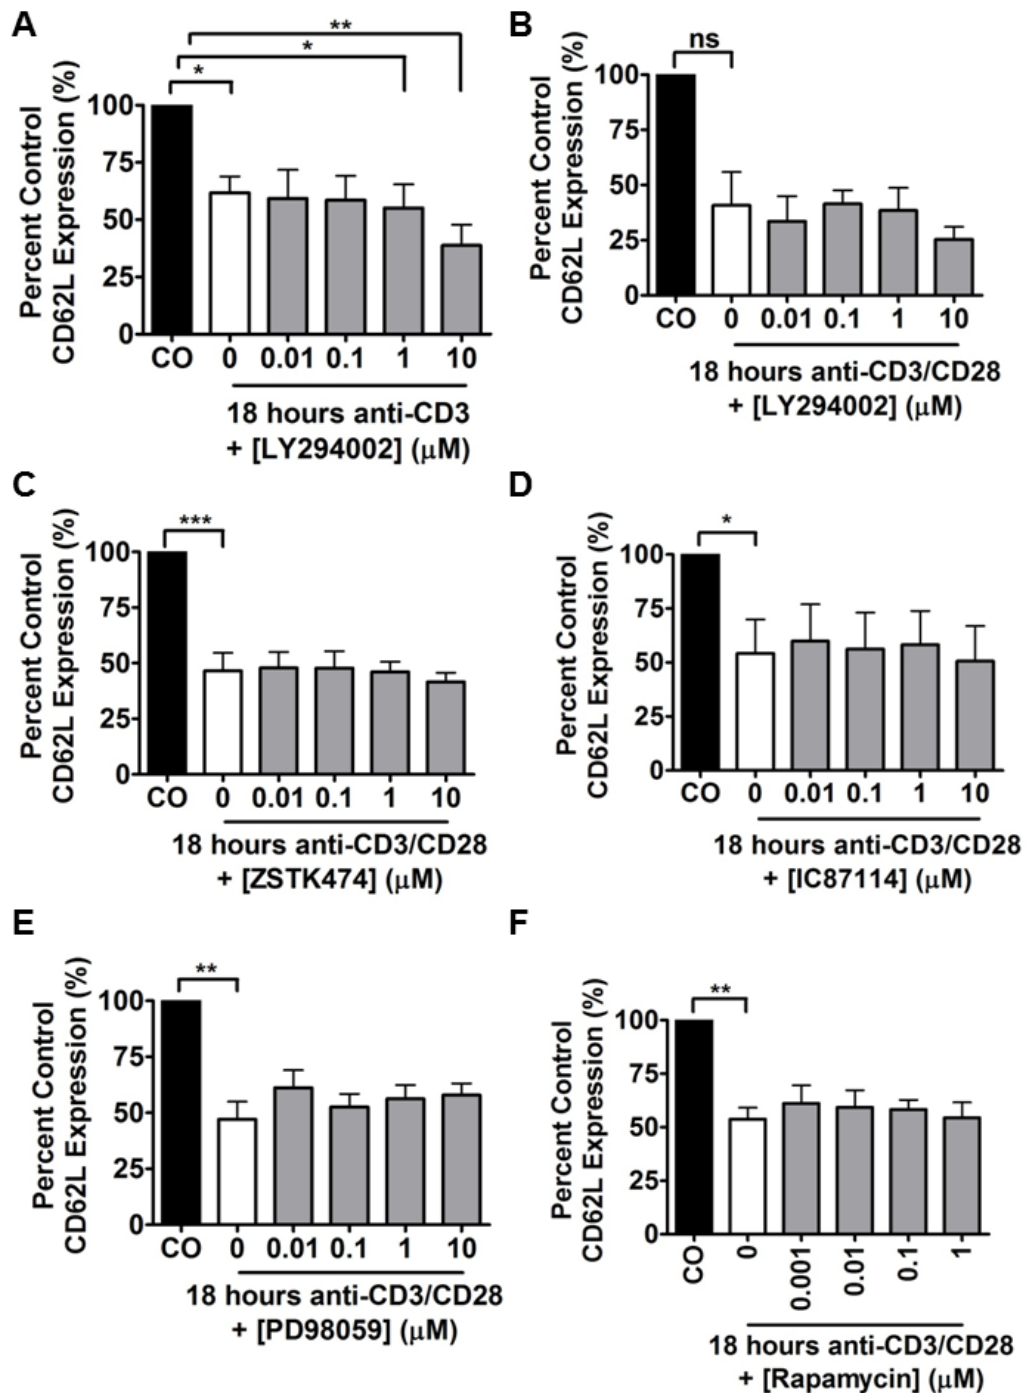 A
Percent Control
CD62L Expression (%)
100
75
50
25
0
*
*
**
CO 0 0.01 0.1 1 10
18 hours anti-CD3
+ [LY294002] (μM)
B
Percent Control
CD62L Expression (%)
100
75
50
25
0
ns
CO 0 0.01 0.1 1 10
18 hours anti-CD3/CD28
+ [LY294002] (μM)
C
Percent Control
CD62L Expression (%)
100
75
50
25
0
***
CO 0 0.01 0.1 1 10
18 hours anti-CD3/CD28
+ [ZSTK474] (μM)
D
Percent Control
CD62L Expression (%)
100
75
50
25
0
*
CO 0 0.01 0.1 1 10
18 hours anti-CD3/CD28
+ [IC87114] (μM)
E
Percent Control
CD62L Expression (%)
100
75
50
25
0
**
CO 0 0.01 0.1 1 10
18 hours anti-CD3/CD28
+ [PD98059] (μM)
F
Percent Control
CD62L Expression (%)
100
75
50
25
0
**
CO 0 0.001 0.01 0.1 1
18 hours anti-CD3/CD28
+ [Rapamycin] (μM)